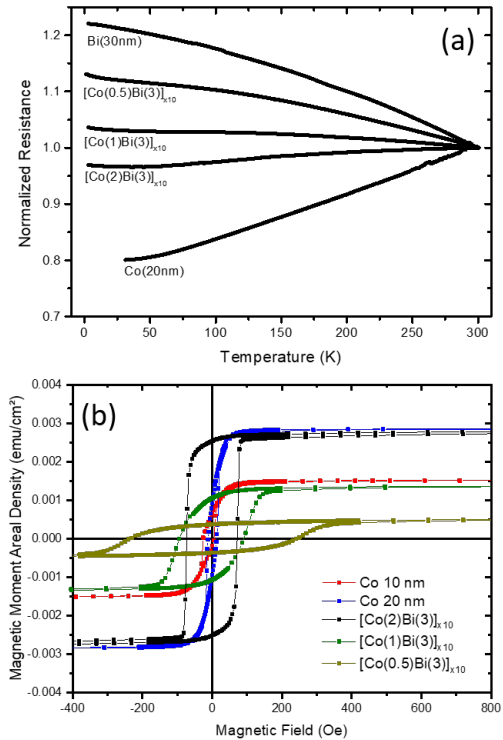 (a)
1.2
1.1
1.0
0.9
0.8
0.7
Normalized Resistance
Bi(30nm)
[Co(0.5)Bi(3)]x10
[Co(1)Bi(3)]x10
[Co(2)Bi(3)]x10
Co(20nm)
0 50 100 150 200 250 300
Temperature (K)
(b)
0.004
0.003
0.002
0.001
0.000
-0.001
-0.002
-0.003
-0.004
Magnetic Moment Areal Density (emu/cm²)
Co 10 nm
Co 20 nm
[Co(2)Bi(3)]x10
[Co(1)Bi(3)]x10
[Co(0.5)Bi(3)]x10
-400 -200 0 200 400 600 800
Magnetic Field (Oe)